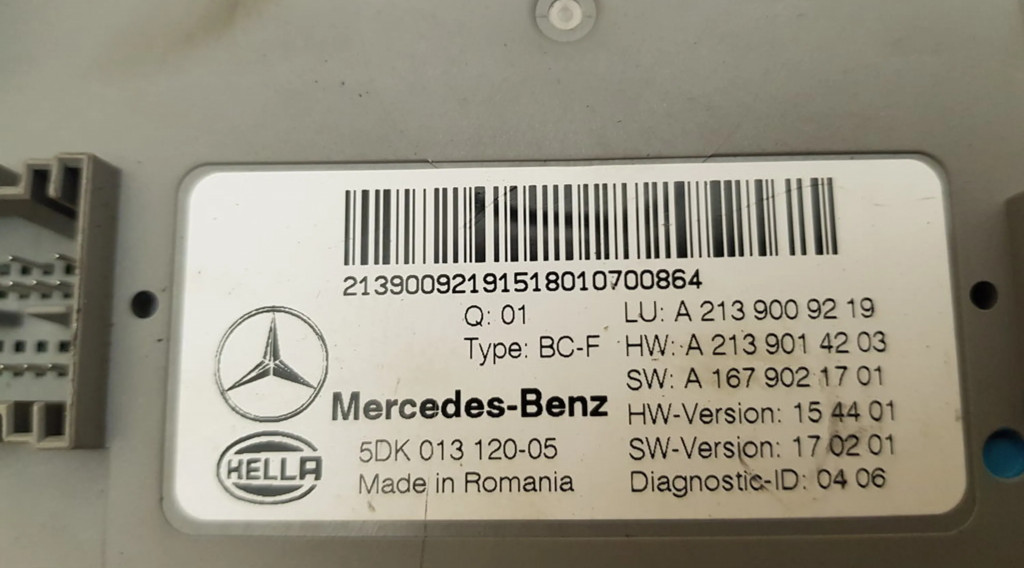 21390092191518010700864
Q: 01 LU: A 213 900 92 19
Type: BC-F HW: A 213 901 42 03
SW: A 167 902 17 01
Mercedes-Benz HW-Version: 15 44 01
HELLA 5DK 013 120-05 SW-Version: 17 02 01
Made in Romania Diagnostic-ID: 04 06